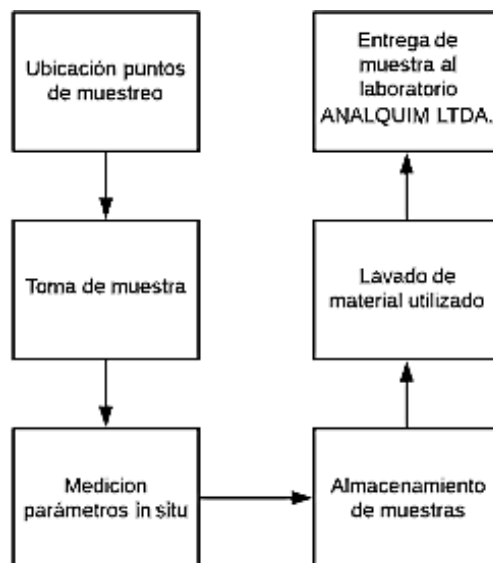 Ubicación puntos
de muestreo
Toma de muestra
Medicion
parámetros in situ
Almacenamiento
de muestras
Lavado de
material utilizado
Entrega de
muestra al
laboratorio
ANALQUIM LTDA.